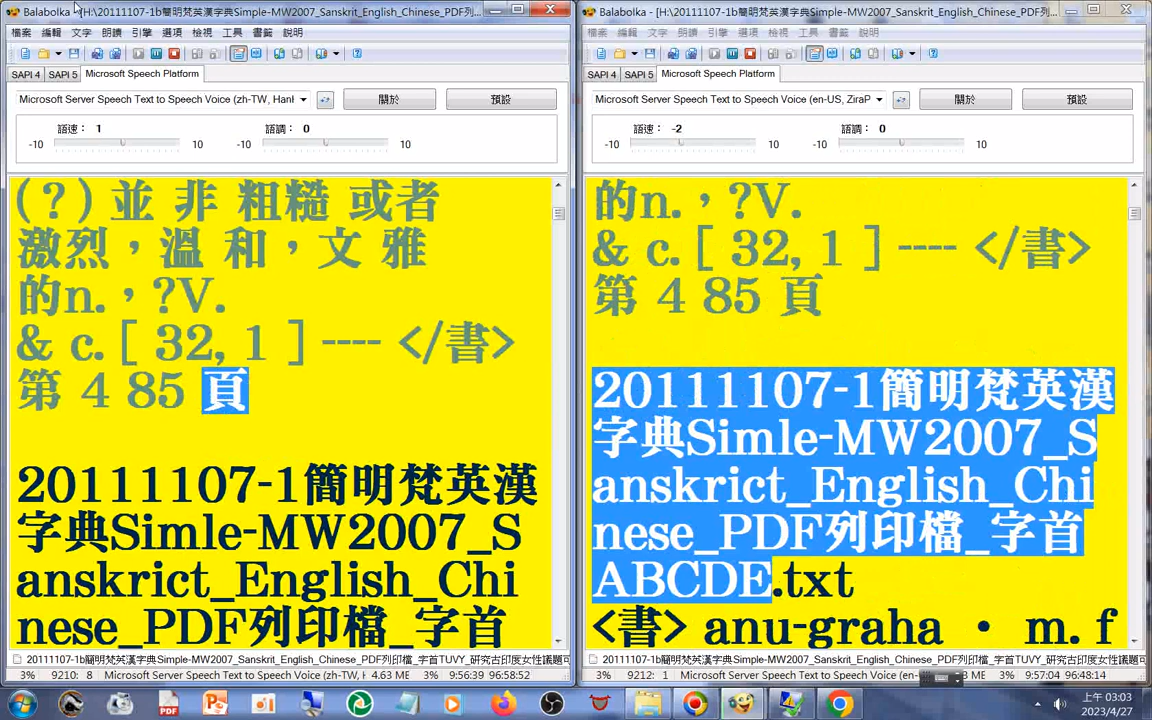 Balabolka - [H:\20111107-1b簡明梵英漢字典Simple-MW2007_Sanskrit_English_Chinese_PDF列...
檔案 編輯 文字 朗讀 引擎 選項 檢視 工具 書籤 說明
SAPI 4 SAPI 5 Microsoft Speech Platform
Microsoft Server Speech Text to Speech Voice (zh-TW, Hanl
關於 預設
語速： 1 語調： 0
-10 10 -10 10
(？) 並 非 粗糙 或者
激烈，溫 和，文 雅
的n.，?V.
& c. [ 32, 1 ] ---- </書>
第 4 85 頁
20111107-1簡明梵英漢
字典Simle-MW2007_S
anskrict_English_Chi
nese_PDF列印檔_字首
20111107-1b簡明梵英漢字典Simple-MW2007_Sanskrit_English_Chinese_PDF列印檔_字首TUVY_研究古印度女性議題可
3% 9210: 8 Microsoft Server Speech Text to Speech Voice (zh-TW, H 4.63 ME 3% 9:56:39 96:58:52
Balabolka - [H:\20111107-1b簡明梵英漢字典Simple-MW2007_Sanskrit_English_Chinese_PDF列...
檔案 編輯 文字 朗讀 引擎 選項 檢視 工具 書籤 說明
SAPI 4 SAPI 5 Microsoft Speech Platform
Microsoft Server Speech Text to Speech Voice (en-US, ZiraP
關於 預設
語速： -2 語調： 0
-10 10 -10 10
的n.，?V.
& c. [ 32, 1 ] ---- </書>
第 4 85 頁
20111107-1簡明梵英漢
字典Simle-MW2007_S
anskrict_English_Chi
nese_PDF列印檔_字首
ABCDE.txt
<書> anu-graha ・ m. f
20111107-1b簡明梵英漢字典Simple-MW2007_Sanskrit_English_Chinese_PDF列印檔_字首TUVY_研究古印度女性議題可
3% 9212: 1 Microsoft Server Speech Text to Speech 3% 9:57:04 96:48:14
上午 03:03
2023/4/27